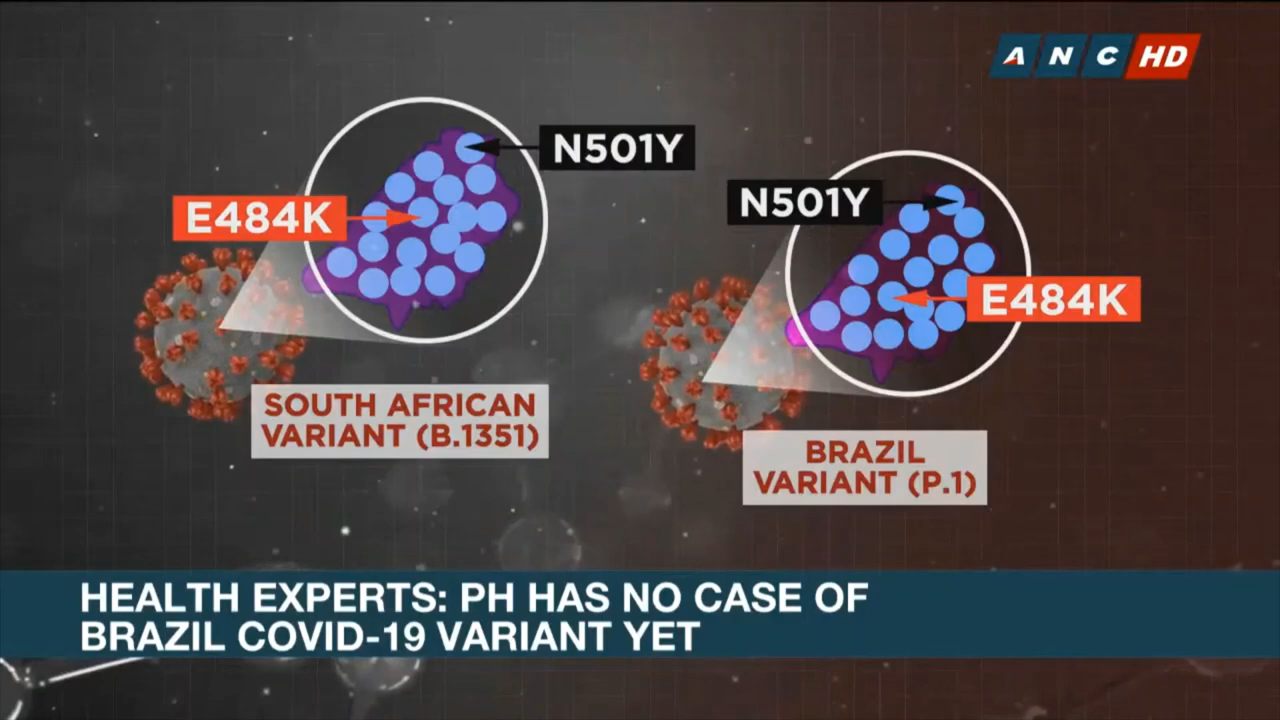 ANC HD
N501Y
E484K
SOUTH AFRICAN
VARIANT (B.1351)
N501Y
E484K
BRAZIL
VARIANT (P.1)
HEALTH EXPERTS: PH HAS NO CASE OF
BRAZIL COVID-19 VARIANT YET